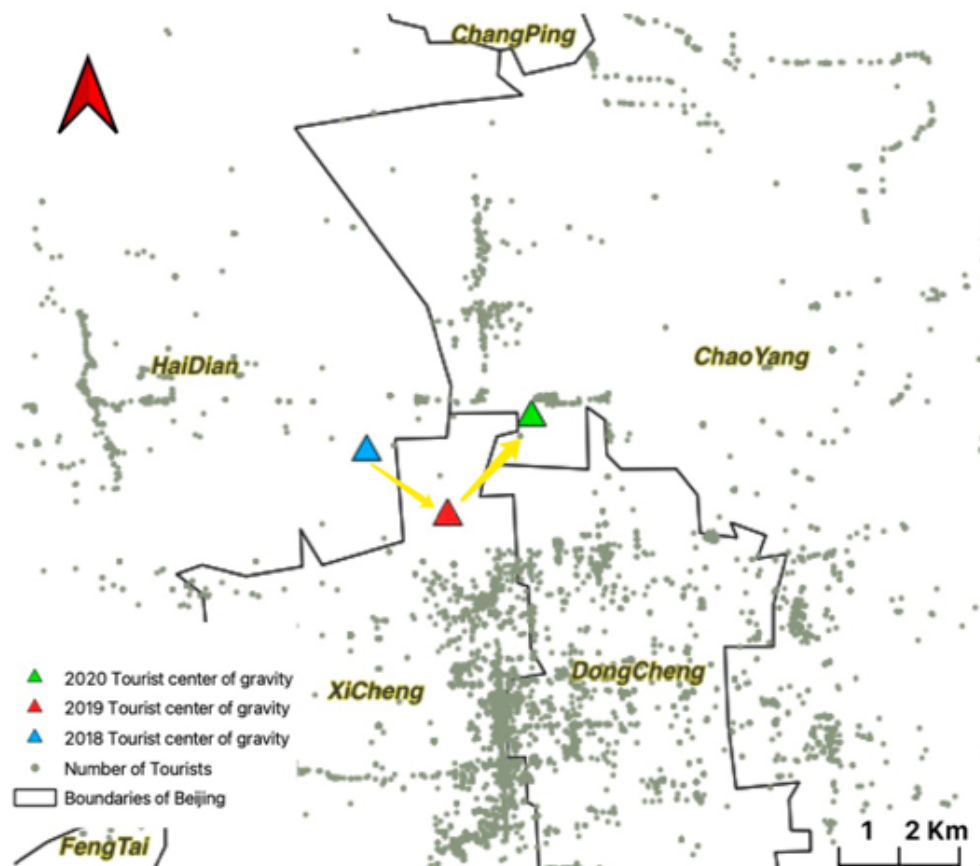 ChangPing
HaiDian
ChaoYang
XiCheng
DongCheng
2020 Tourist center of gravity
2019 Tourist center of gravity
2018 Tourist center of gravity
Number of Tourists
Boundaries of Beijing
FengTai
1 2 Km